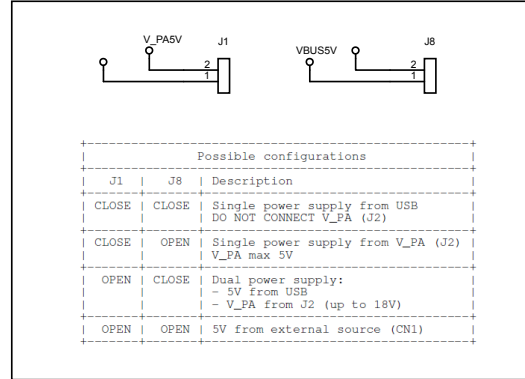 V_PA5V
J1
2
1
VBUS5V
J8
2
1
Possible configurations
J1 | J8 | Description
CLOSE | CLOSE | Single power supply from USB
DO NOT CONNECT V_PA (J2)
CLOSE | OPEN | Single power supply from V_PA (J2)
V_PA max 5V
OPEN | CLOSE | Dual power supply:
- 5V from USB
- V_PA from J2 (up to 18V)
OPEN | OPEN | 5V from external source (CN1)